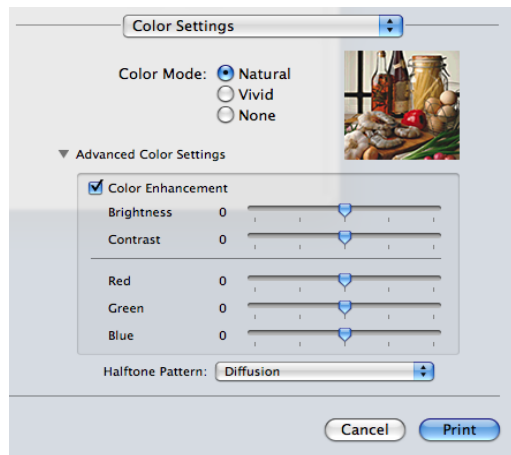 Color Settings
Color Mode: Natural
Vivid
None
Advanced Color Settings
Color Enhancement
Brightness 0
Contrast 0
Red 0
Green 0
Blue 0
Halftone Pattern: Diffusion
Cancel Print